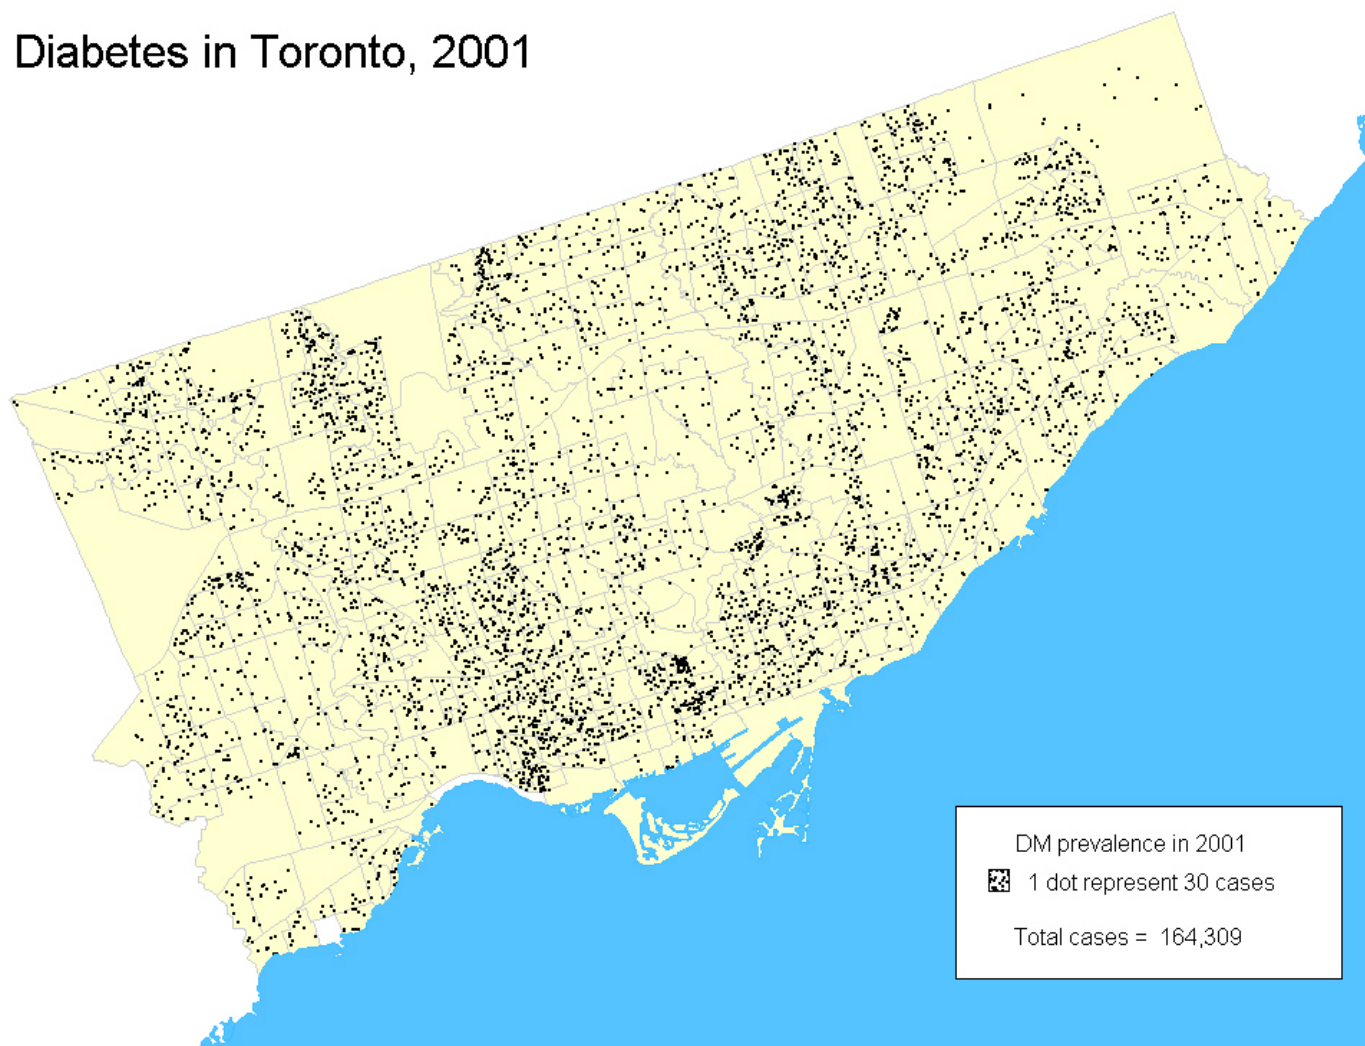 Diabetes in Toronto, 2001
DM prevalence in 2001
1 dot represent 30 cases
Total cases = 164,309